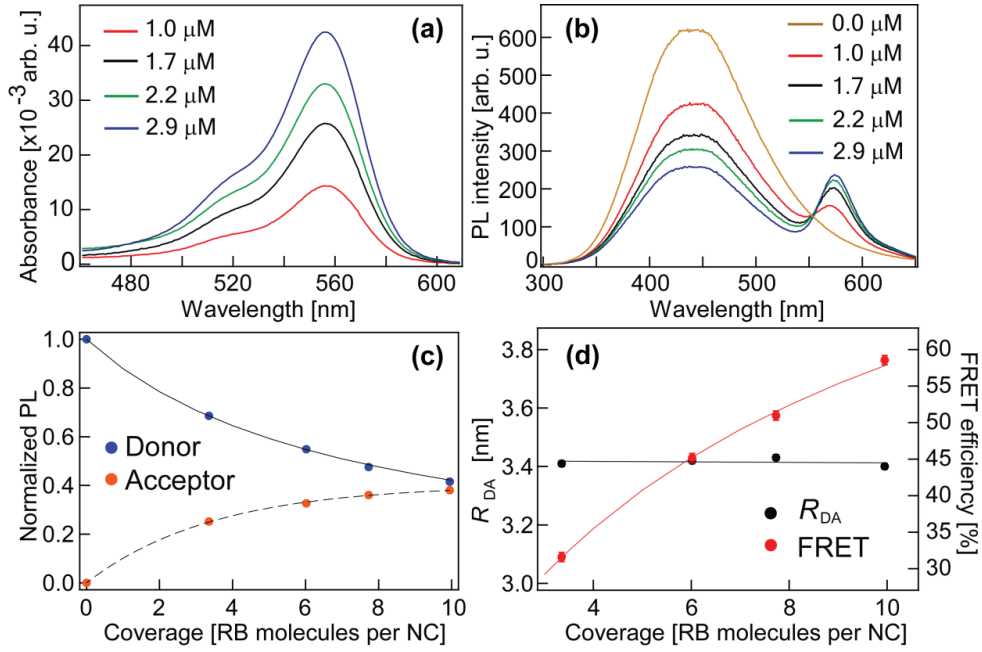 (a)
1.0 μM
1.7 μM
2.2 μM
2.9 μM
Absorbance [x10⁻³arb. u.]
40
30
20
10
0
480
520
560
600
Wavelength [nm]
(b)
0.0 μM
1.0 μM
1.7 μM
2.2 μM
2.9 μM
PL intensity [arb. u.]
600
500
400
300
200
100
0
300
400
500
600
Wavelength [nm]
(c)
Donor
Acceptor
Normalized PL
1.0
0.8
0.6
0.4
0.2
0.0
0
2
4
6
8
10
Coverage [RB molecules per NC]
(d)
R_DA
FRET
R_DA [nm]
3.8
3.6
3.4
3.2
3.0
4
6
8
10
Coverage [RB molecules per NC]
FRET efficiency [%]
60
55
50
45
40
35
30